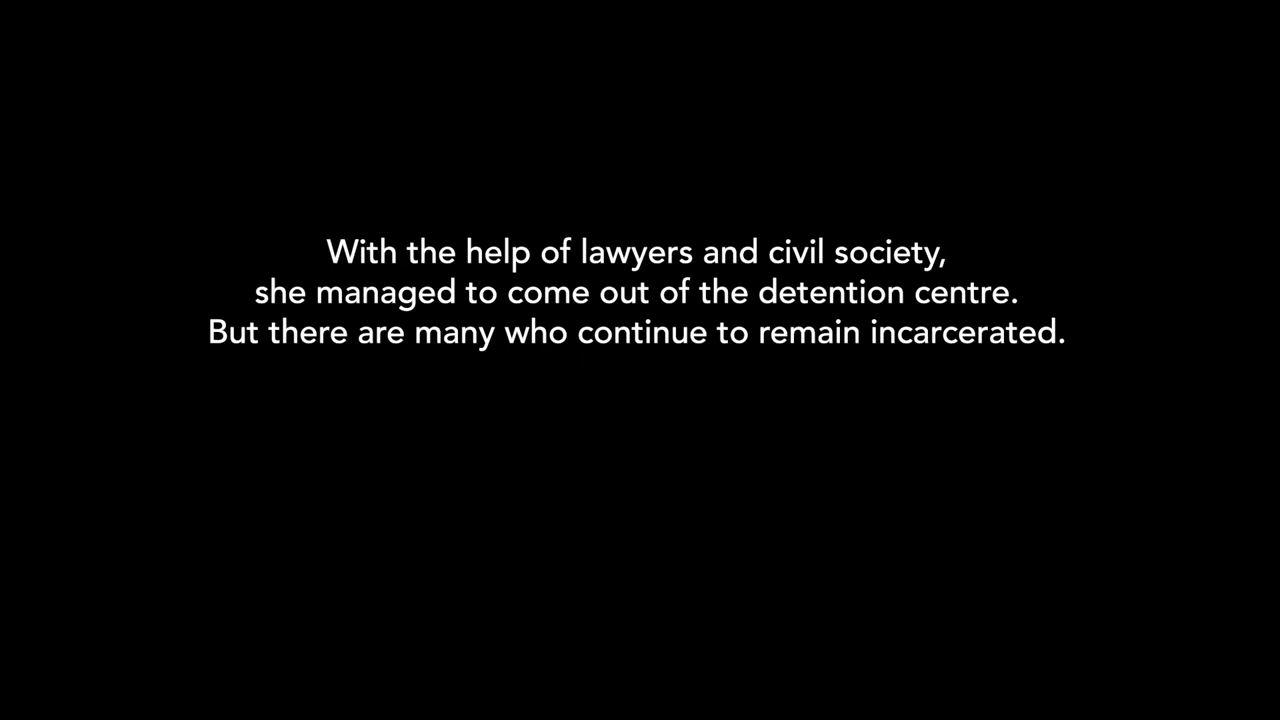 With the help of lawyers and civil society,
she managed to come out of the detention centre.
But there are many who continue to remain incarcerated.